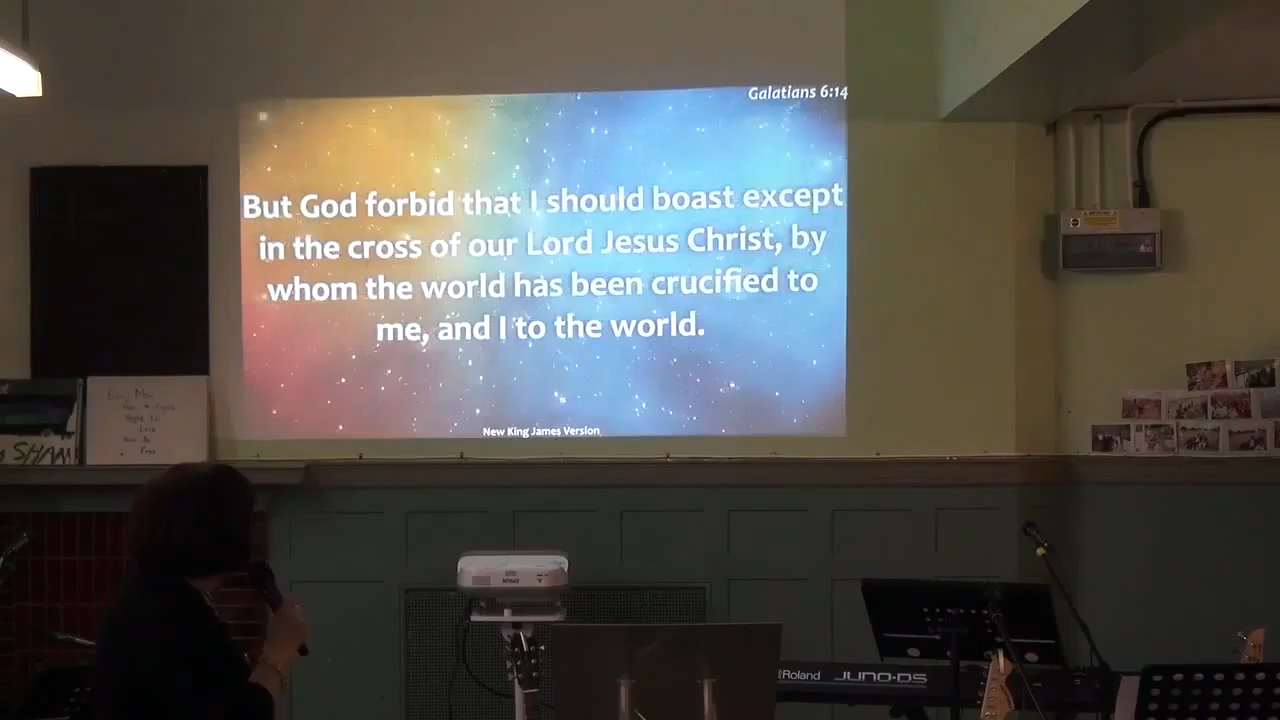 Galatians 6:14
But God forbid that I should boast except
in the cross of our Lord Jesus Christ, by
whom the world has been crucified to
me, and I to the world.
New King James Version
EPSON
Roland JUNO-DS